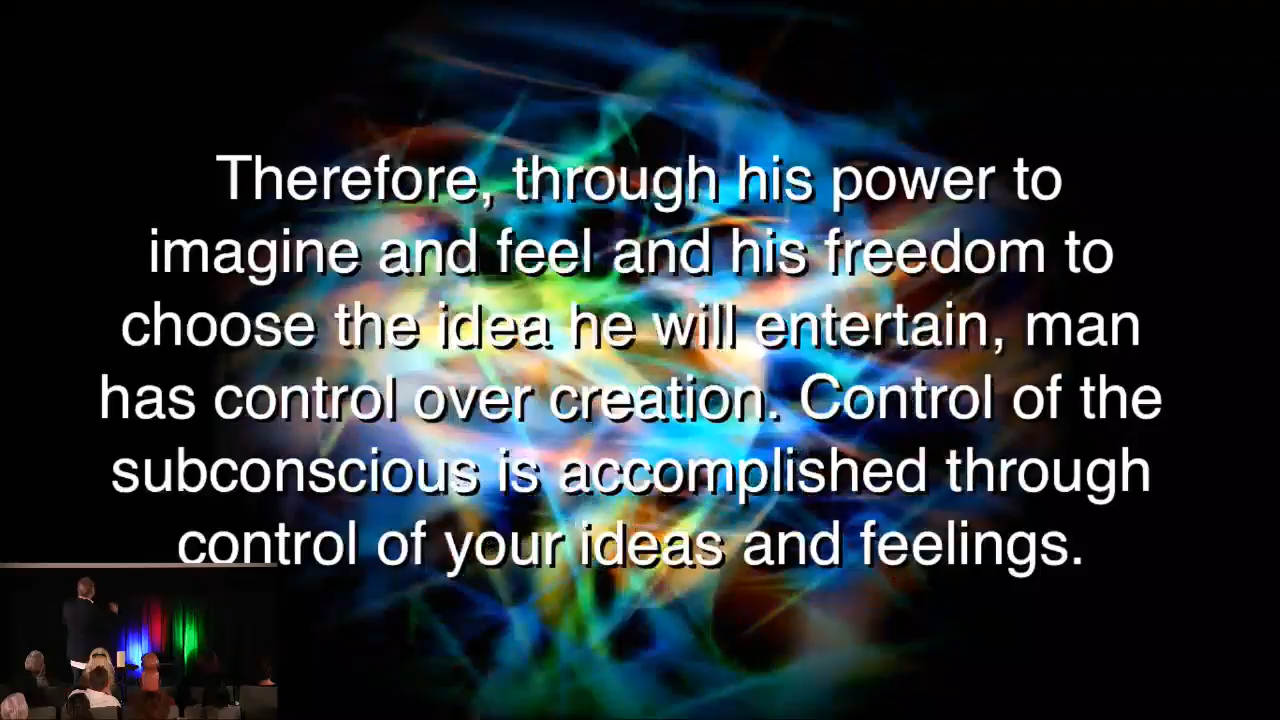 Therefore, through his power to
imagine and feel and his freedom to
choose the idea he will entertain, man
has control over creation. Control of the
subconscious is accomplished through
control of your ideas and feelings.